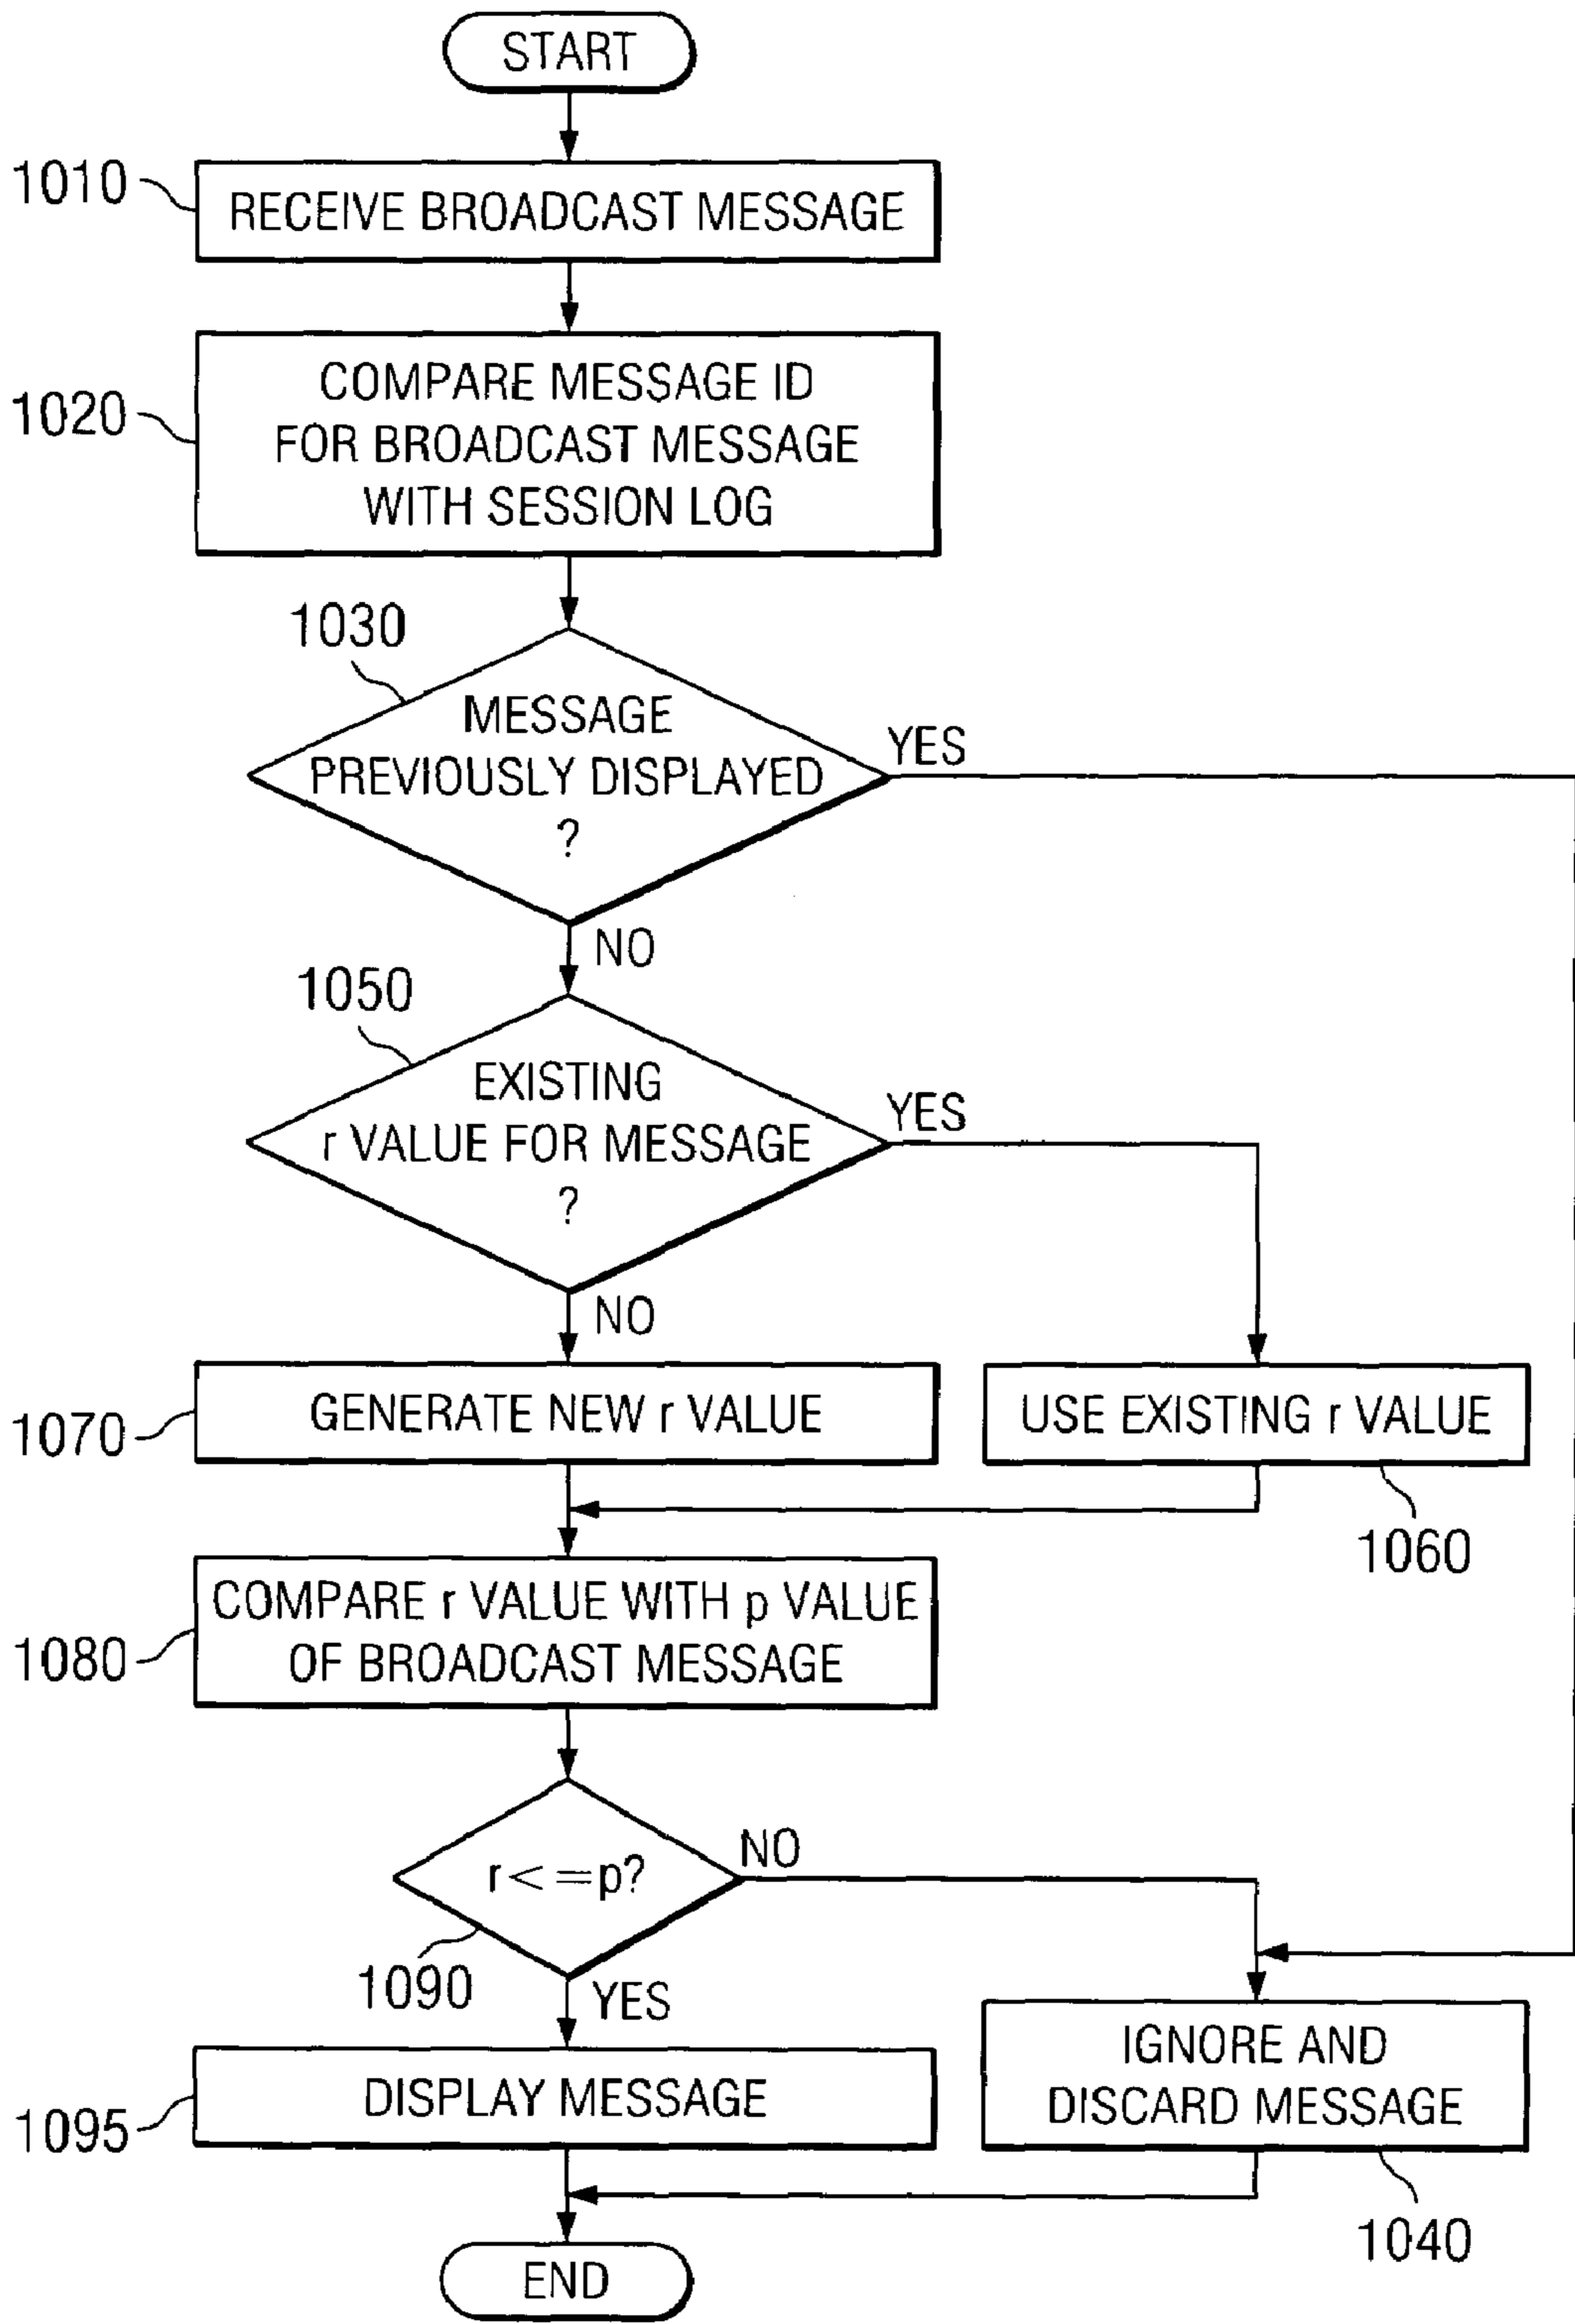 START
1010
RECEIVE BROADCAST MESSAGE
1020
COMPARE MESSAGE ID
FOR BROADCAST MESSAGE
WITH SESSION LOG
1030
MESSAGE
PREVIOUSLY DISPLAYED
?
YES
NO
1050
EXISTING
r VALUE FOR MESSAGE
?
YES
NO
1070
GENERATE NEW r VALUE
USE EXISTING r VALUE
1060
1080
COMPARE r VALUE WITH p VALUE
OF BROADCAST MESSAGE
r<=p?
NO
1090
YES
1095
DISPLAY MESSAGE
IGNORE AND
DISCARD MESSAGE
1040
END